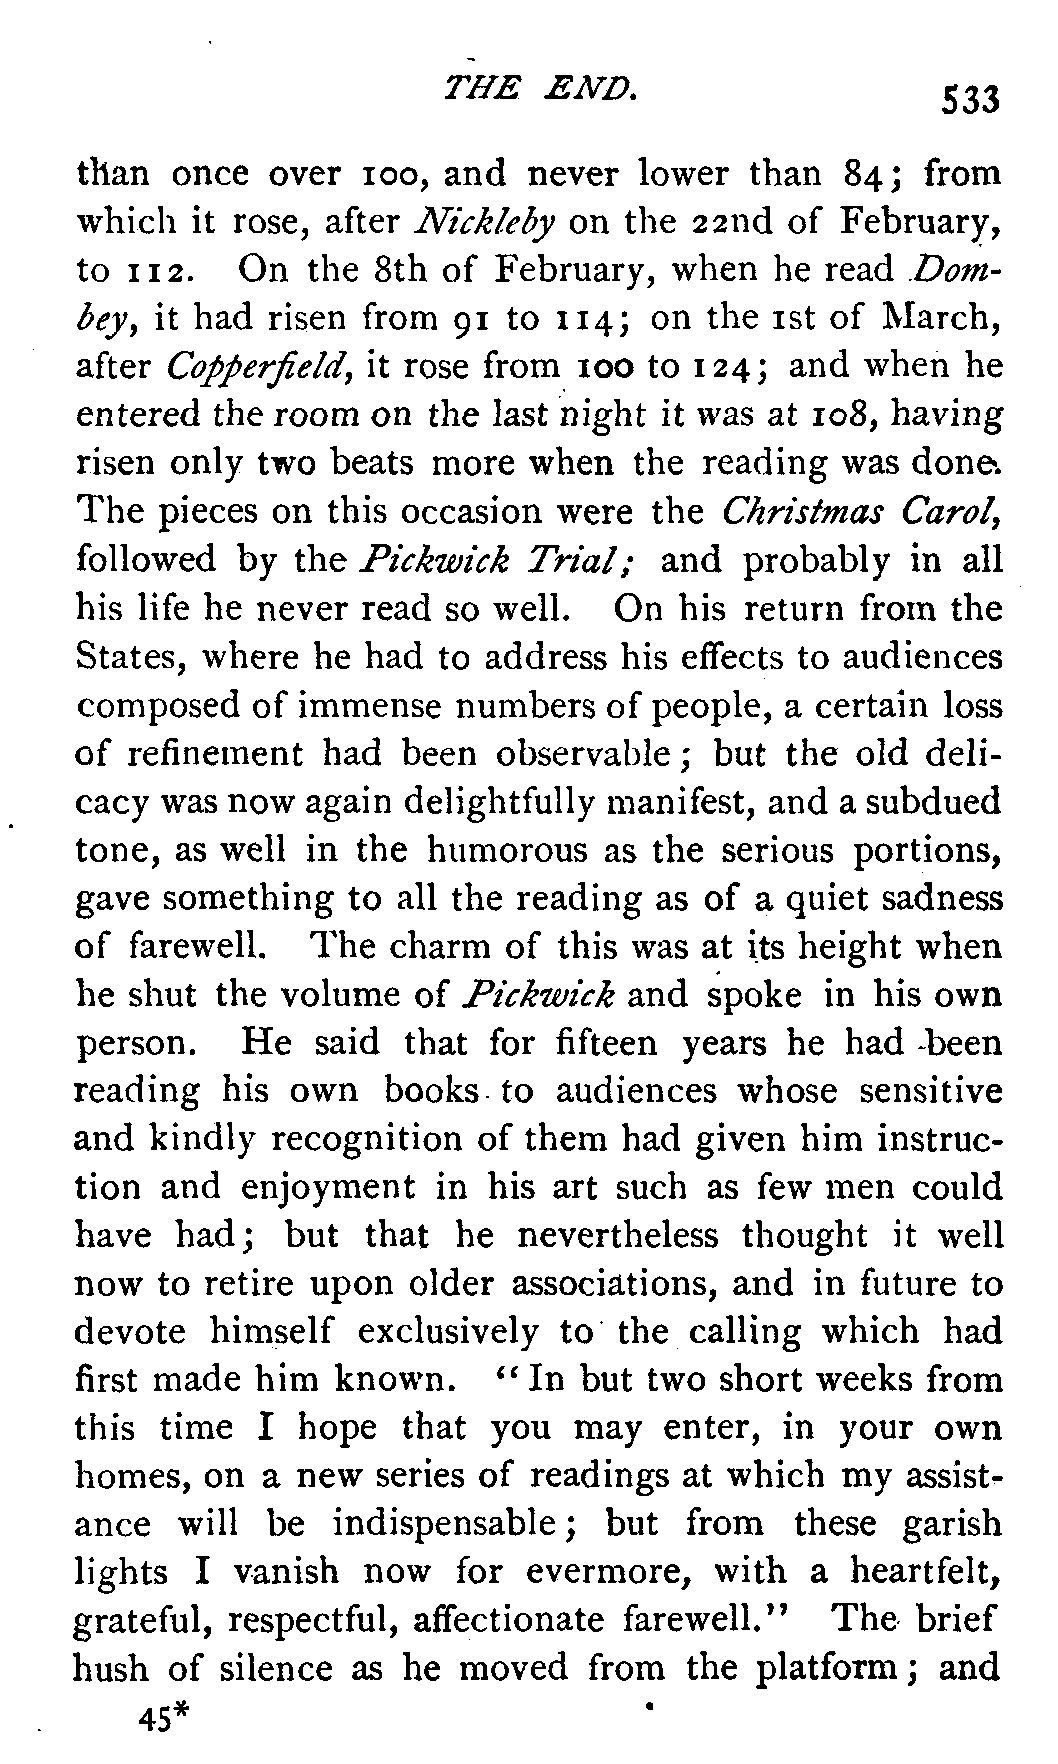 THE END.
533
than once over 100, and never lower than 84; from
which it rose, after Nickleby on the 22nd of February,
to 112. On the 8th of February, when he read Dom-
bey, it had risen from 91 to 114; on the 1st of March,
after Copperfield, it rose from 100 to 124; and when he
entered the room on the last night it was at 108, having
risen only two beats more when the reading was done.
The pieces on this occasion were the Christmas Carol,
followed by the Pickwick Trial; and probably in all
his life he never read so well. On his return from the
States, where he had to address his effects to audiences
composed of immense numbers of people, a certain loss
of refinement had been observable; but the old deli-
cacy was now again delightfully manifest, and a subdued
tone, as well in the humorous as the serious portions,
gave something to all the reading as of a quiet sadness
of farewell. The charm of this was at its height when
he shut the volume of Pickwick and spoke in his own
person. He said that for fifteen years he had been
reading his own books to audiences whose sensitive
and kindly recognition of them had given him instruc-
tion and enjoyment in his art such as few men could
have had; but that he nevertheless thought it well
now to retire upon older associations, and in future to
devote himself exclusively to the calling which had
first made him known. "In but two short weeks from
this time I hope that you may enter, in your own
homes, on a new series of readings at which my assist-
ance will be indispensable; but from these garish
lights I vanish now for evermore, with a heartfelt,
grateful, respectful, affectionate farewell." The brief
hush of silence as he moved from the platform; and
45*